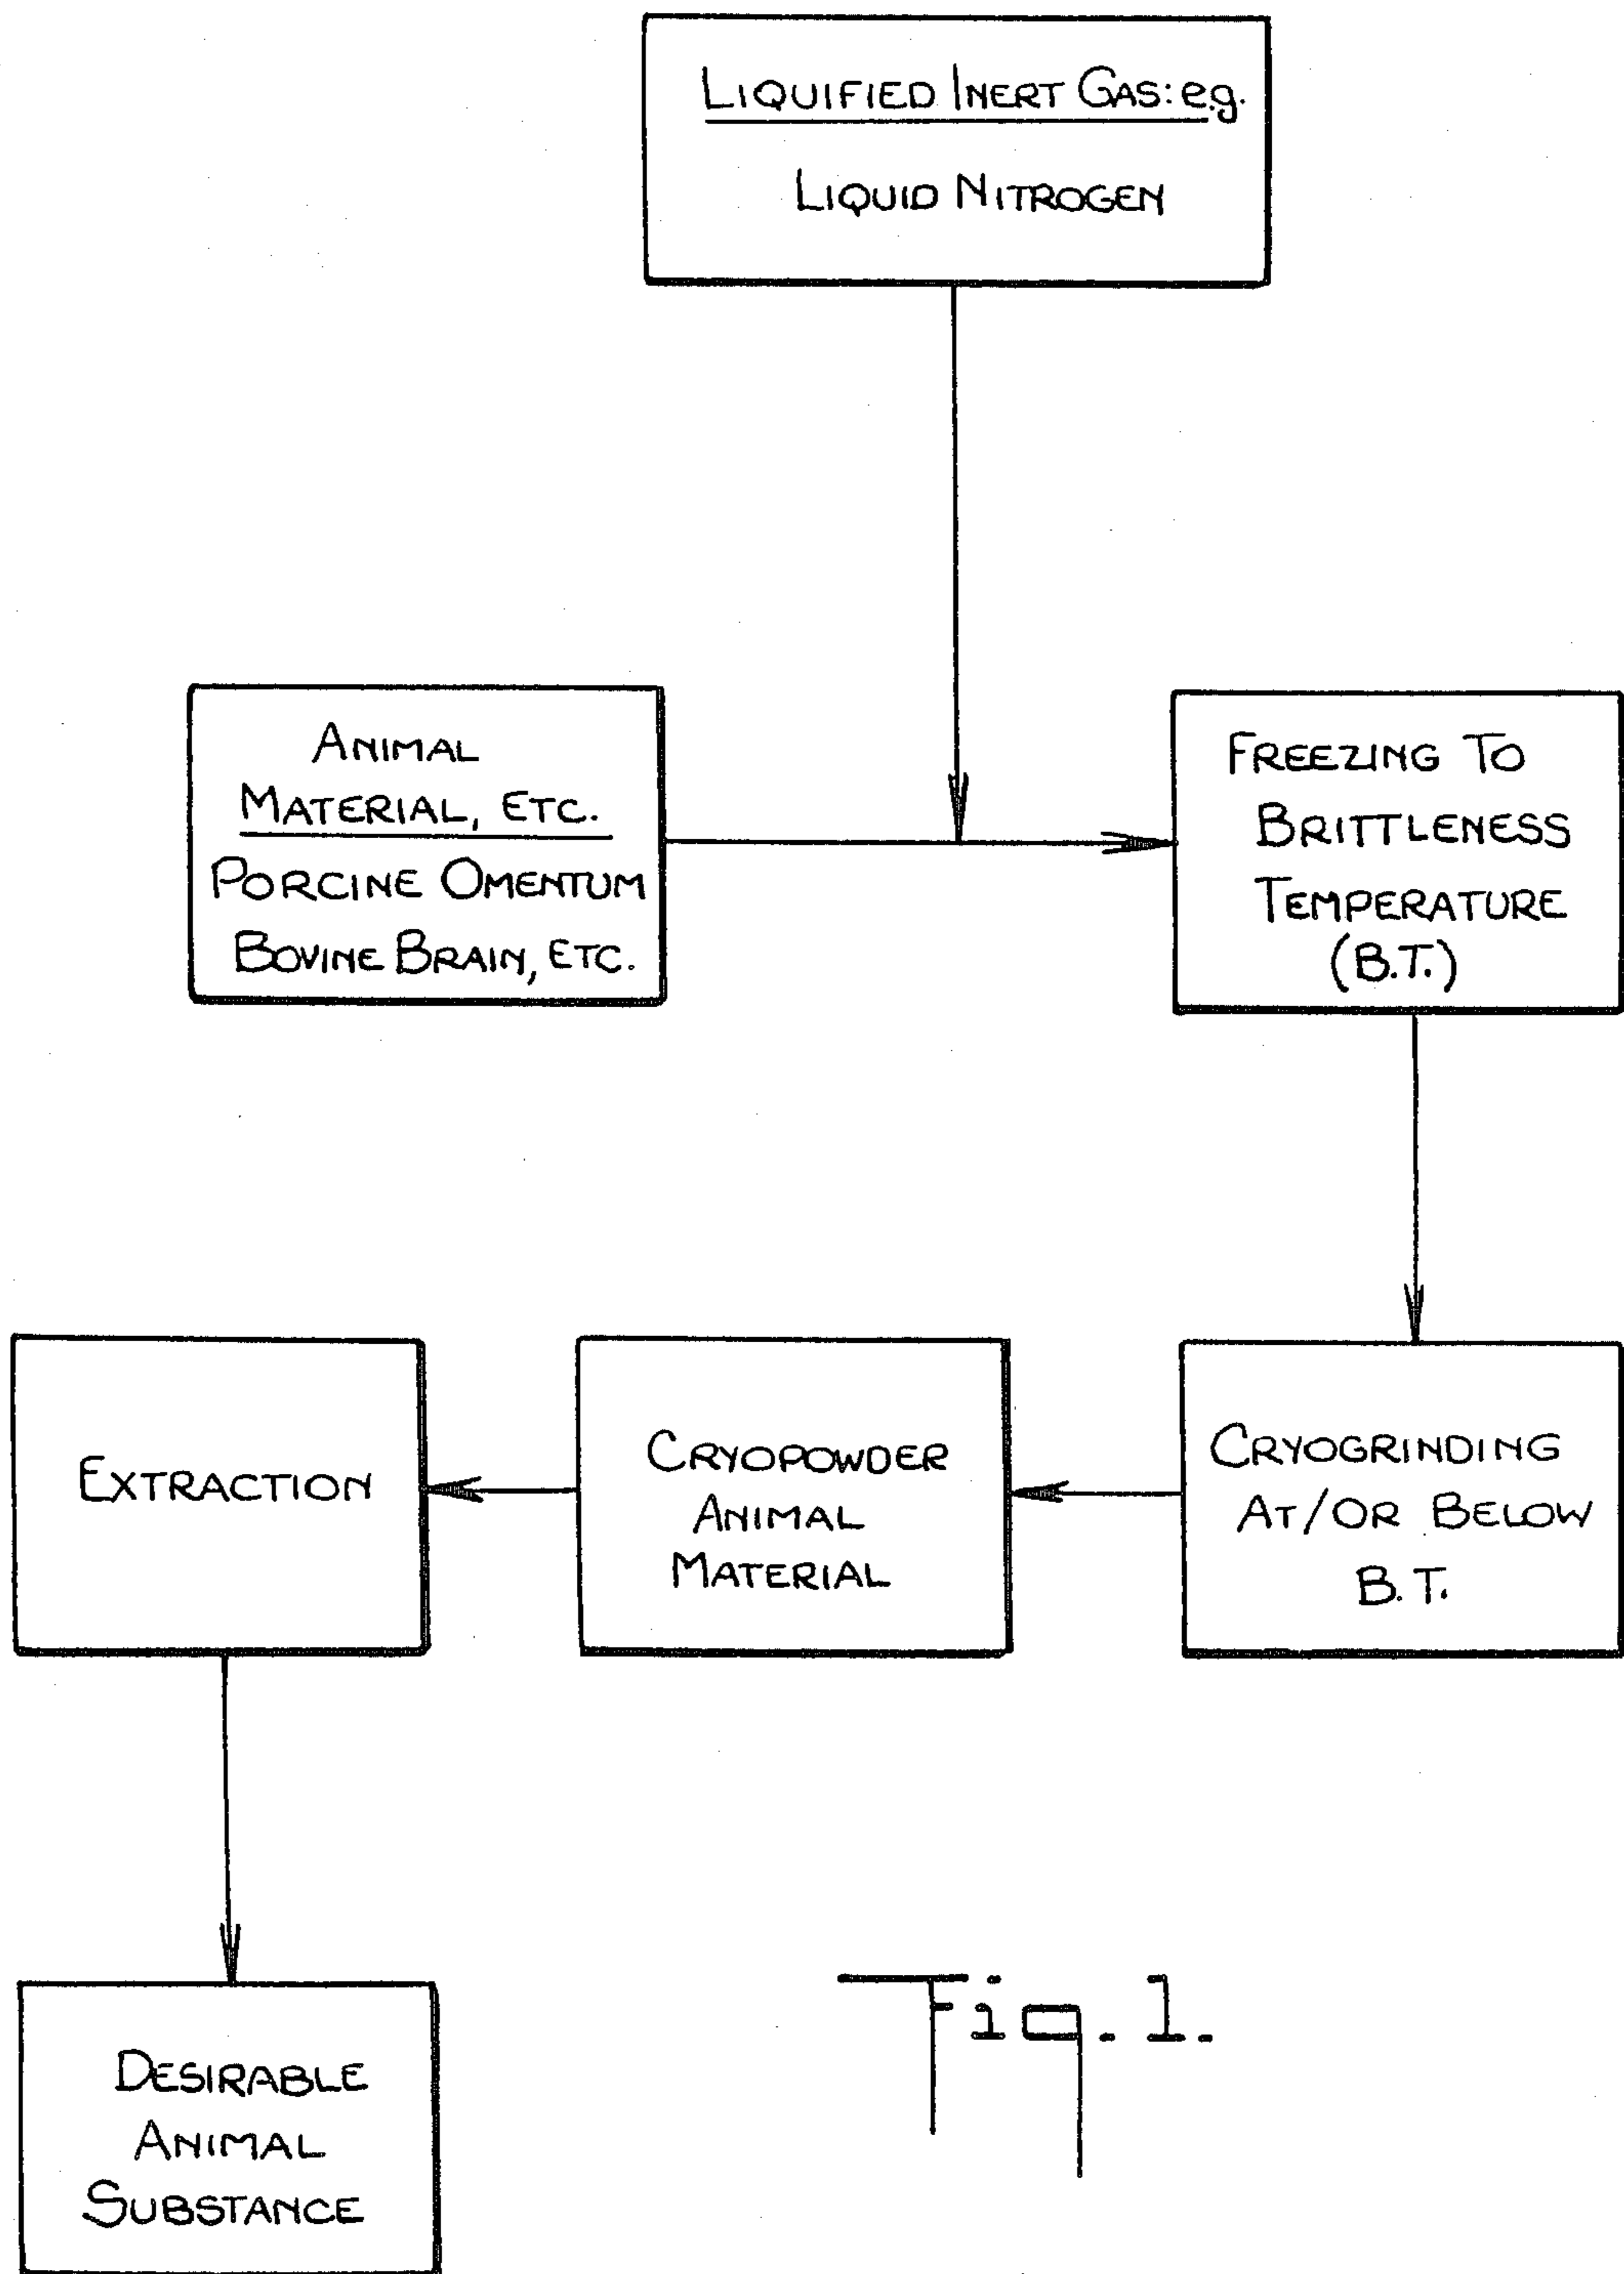 LIQUIFIED INERT GAS: e.g.
LIQUID NITROGEN
ANIMAL
MATERIAL, ETC.
PORCINE OMENTUM
BOVINE BRAIN, ETC.
FREEZING TO
BRITTLENESS
TEMPERATURE
(B.T.)
CRYOGRINDING
AT/OR BELOW
B.T.
CRYOPOWDER
ANIMAL
MATERIAL
EXTRACTION
DESIRABLE
ANIMAL
SUBSTANCE
Fig. 1.